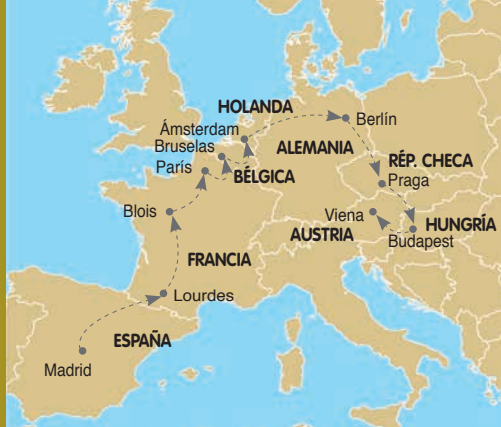 HOLANDA
Ámsterdam
Berlín
Bruselas
ALEMANIA
París
BÉLGICA
RÉP. CHECA
Praga
Blois
Viena
HUNGRÍA
AUSTRIA
Budapest
FRANCIA
Lourdes
ESPAÑA
Madrid